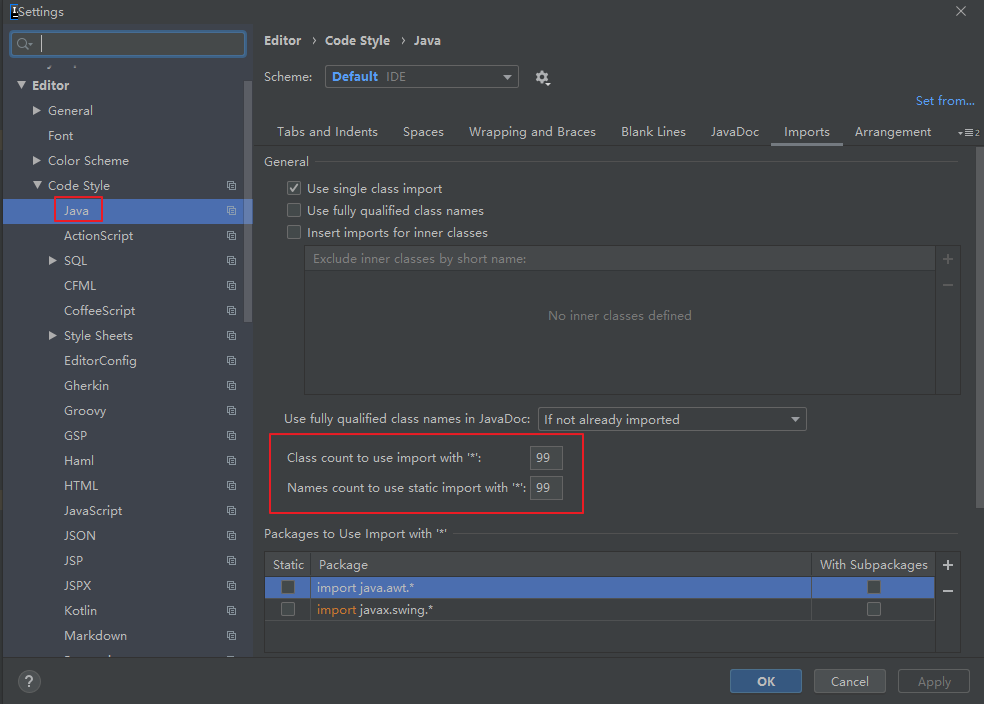 Settings
Editor › Code Style › Java
Scheme: Default IDE
Set from...
Editor
General
Font
Color Scheme
Code Style
Java
ActionScript
SQL
CFML
CoffeeScript
Style Sheets
EditorConfig
Gherkin
Groovy
GSP
Haml
HTML
JavaScript
JSON
JSP
JSPX
Kotlin
Markdown
Tabs and Indents Spaces Wrapping and Braces Blank Lines JavaDoc Imports Arrangement 2
General
Use single class import
Use fully qualified class names
Insert imports for inner classes
Exclude inner classes by short name:
No inner classes defined
Use fully qualified class names in JavaDoc: If not already imported
Class count to use import with '*': 99
Names count to use static import with '*': 99
Packages to Use Import with '*'
Static Package With Subpackages
import java.awt.*
import javax.swing.*
? OK Cancel Apply